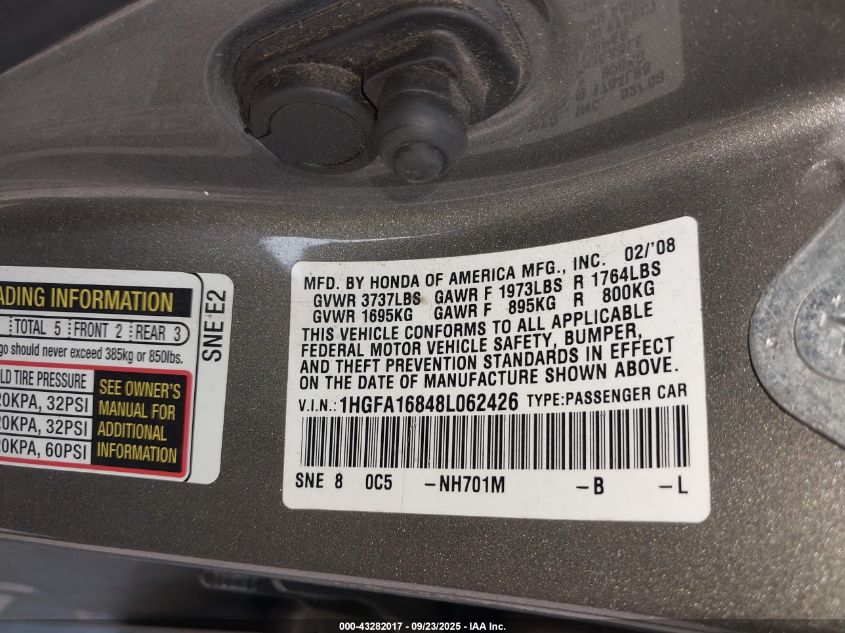 MFD. BY HONDA OF AMERICA MFG., INC. 02/'08
GVWR 3737LBS GAWR F 1973LBS R 1764LBS
GVWR 1695KG GAWR F 895KG R 800KG
THIS VEHICLE CONFORMS TO ALL APPLICABLE
FEDERAL MOTOR VEHICLE SAFETY, BUMPER,
AND THEFT PREVENTION STANDARDS IN EFFECT
ON THE DATE OF MANUFACTURE SHOWN ABOVE.
V.I.N.: 1HGFA16848L062426 TYPE:PASSENGER CAR
SNE 8 0C5 -NH701M -B -L
ADING INFORMATION
TOTAL 5 FRONT 2 REAR 3
go should never exceed 385kg or 850lbs.
LD TIRE PRESSURE
20KPA, 32PSI
20KPA, 32PSI
20KPA, 60PSI
SEE OWNER'S
MANUAL FOR
ADDITIONAL
INFORMATION
SNE E2
000-43282017 - 09/23/2025 - IAA Inc.